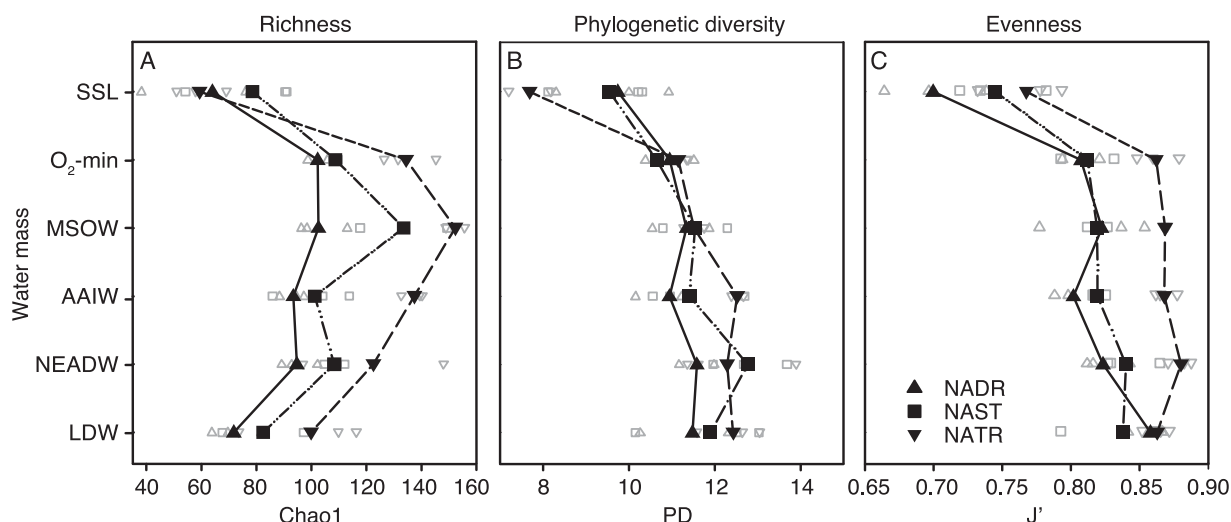 Richness
Phylogenetic diversity
Evenness
A
B
C
Water mass
SSL
O₂-min
MSOW
AAIW
NEADW
LDW
NADR
NAST
NATR
40 60 80 100 120 140 160
8 10 12 14
0.65 0.70 0.75 0.80 0.85 0.90
Chao1
PD
J’